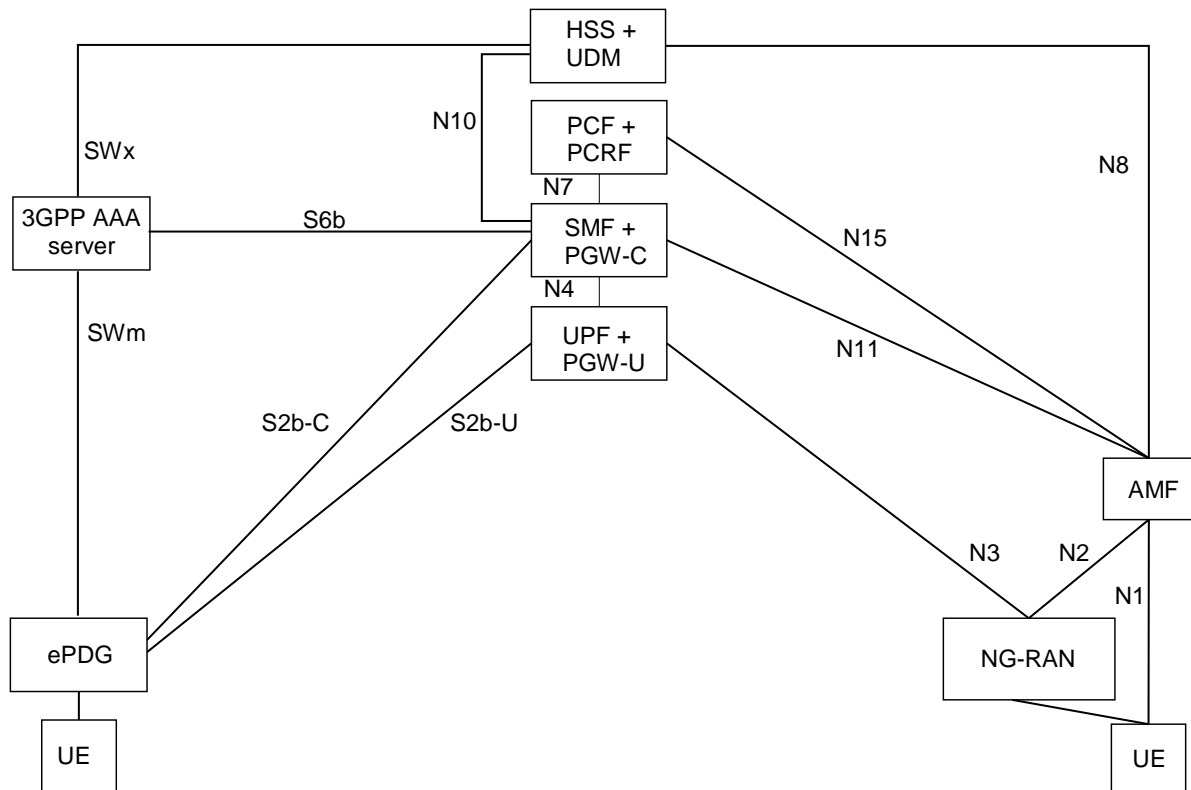 HSS +
UDM
N10
PCF +
PCRF
SWx
N8
N7
3GPP AAA
server
S6b
SMF +
PGW-C
N15
N4
SWm
UPF +
PGW-U
N11
S2b-C
S2b-U
AMF
N3
N2
N1
ePDG
NG-RAN
UE
UE